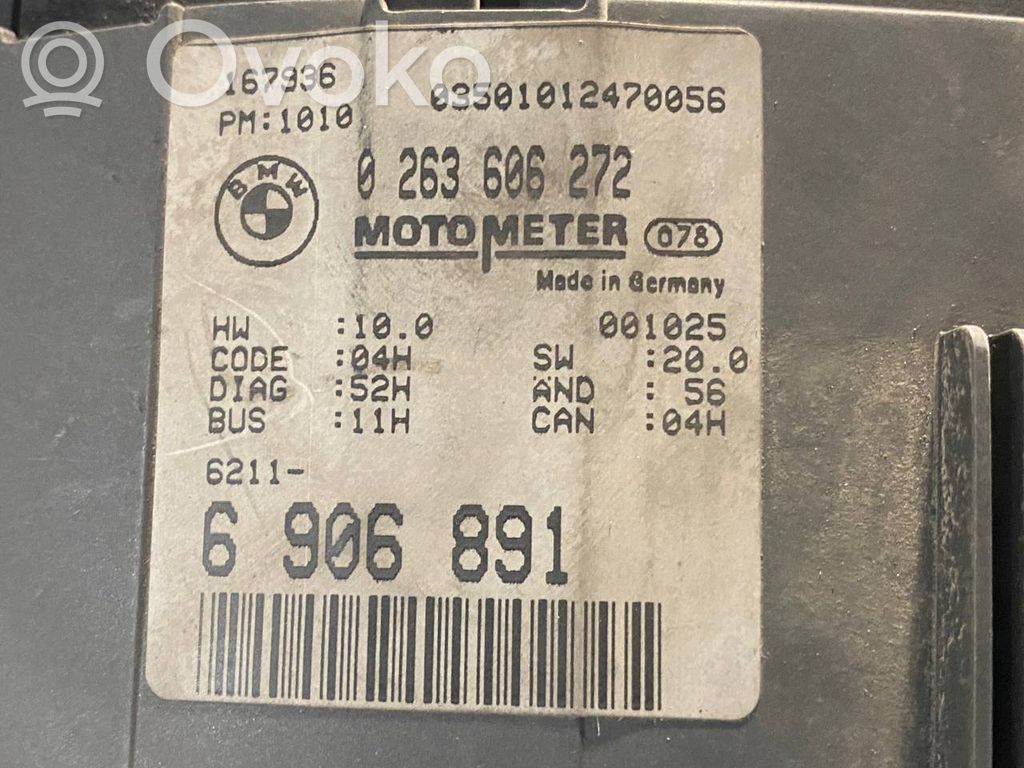 Ovoko
167936
PM:1010
03501012470056
0 263 606 272
BMW
MOTOMETER
078
Made in Germany
HW :10.0 001025
CODE :04H SW :20.0
DIAG :52H AND : 56
BUS :11H CAN :04H
6211-
6 906 891